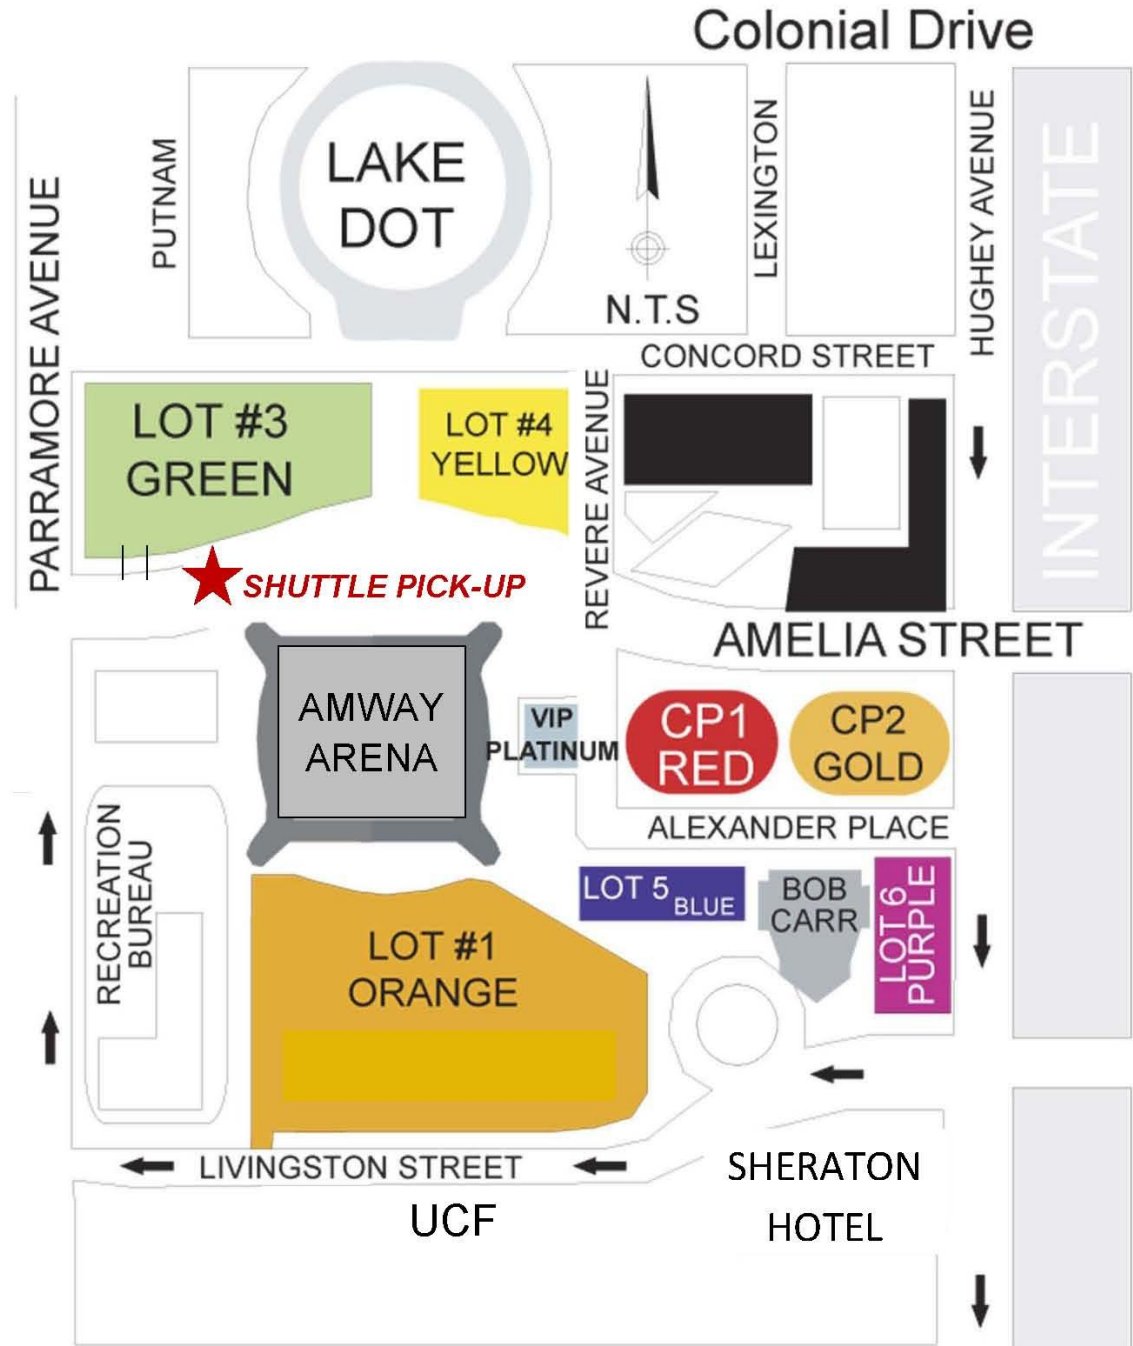 Colonial Drive
LAKE
DOT
PUTNAM
LEXINGTON
HUGHEY AVENUE
INTERSTATE
PARRAMORE AVENUE
N.T.S
CONCORD STREET
LOT #3
GREEN
LOT #4
YELLOW
REVERE AVENUE
SHUTTLE PICK-UP
AMELIA STREET
AMWAY
ARENA
VIP
PLATINUM
CP1
RED
CP2
GOLD
ALEXANDER PLACE
RECREATION
BUREAU
LOT 5 BLUE
BOB
CARR
LOT 6
PURPLE
LOT #1
ORANGE
LIVINGSTON STREET
SHERATON
HOTEL
UCF